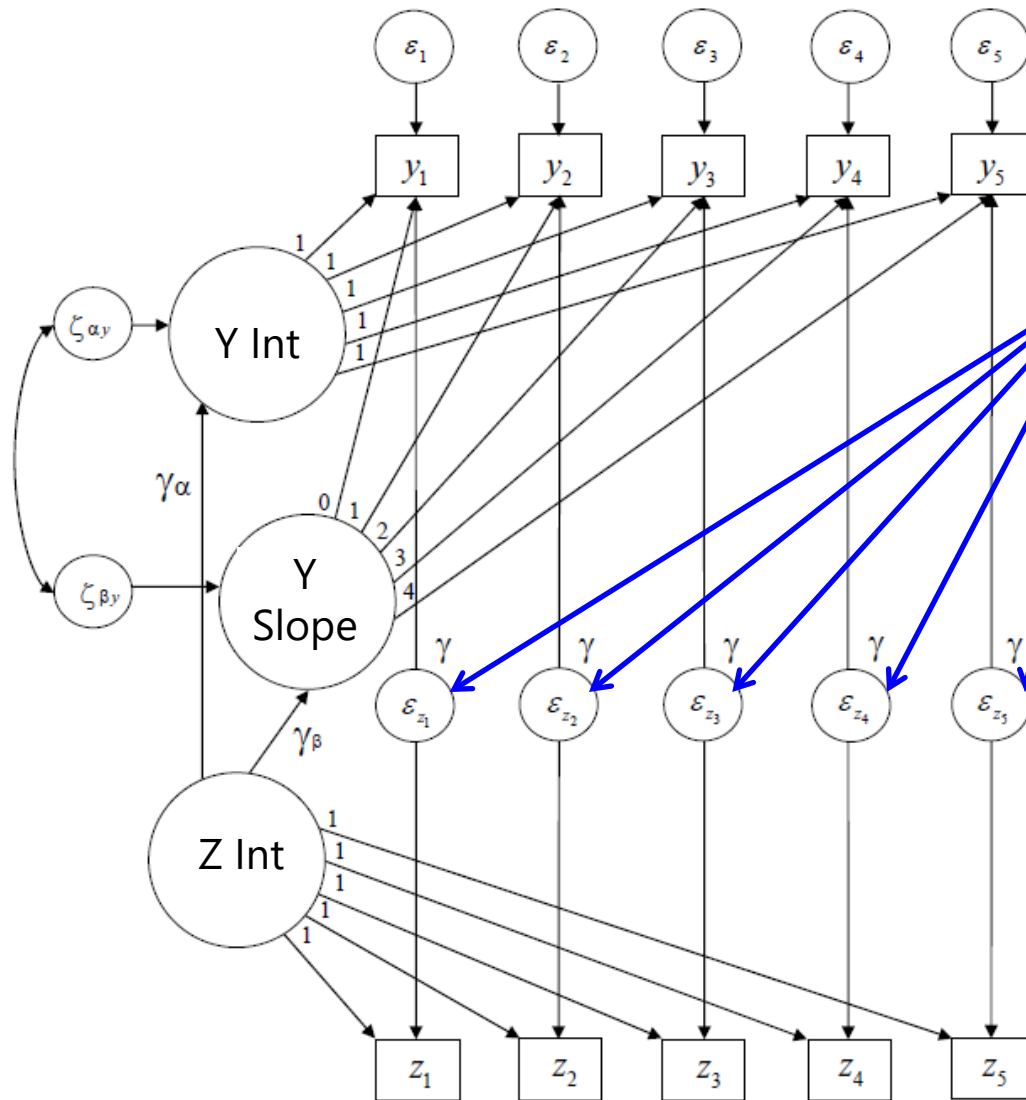 ε₁ ε₂ ε₃ ε₄ ε₅
y₁ y₂ y₃ y₄ y₅
1
1
1
1
1
ζαy
Y Int
γα
0 1 2 3 4
ζβy
Y
Slope
γ γ γ γ γ
εz₁ εz₂ εz₃ εz₄ εz₅
γβ
Z Int
1
1
1
1
1
z₁ z₂ z₃ z₄ z₅